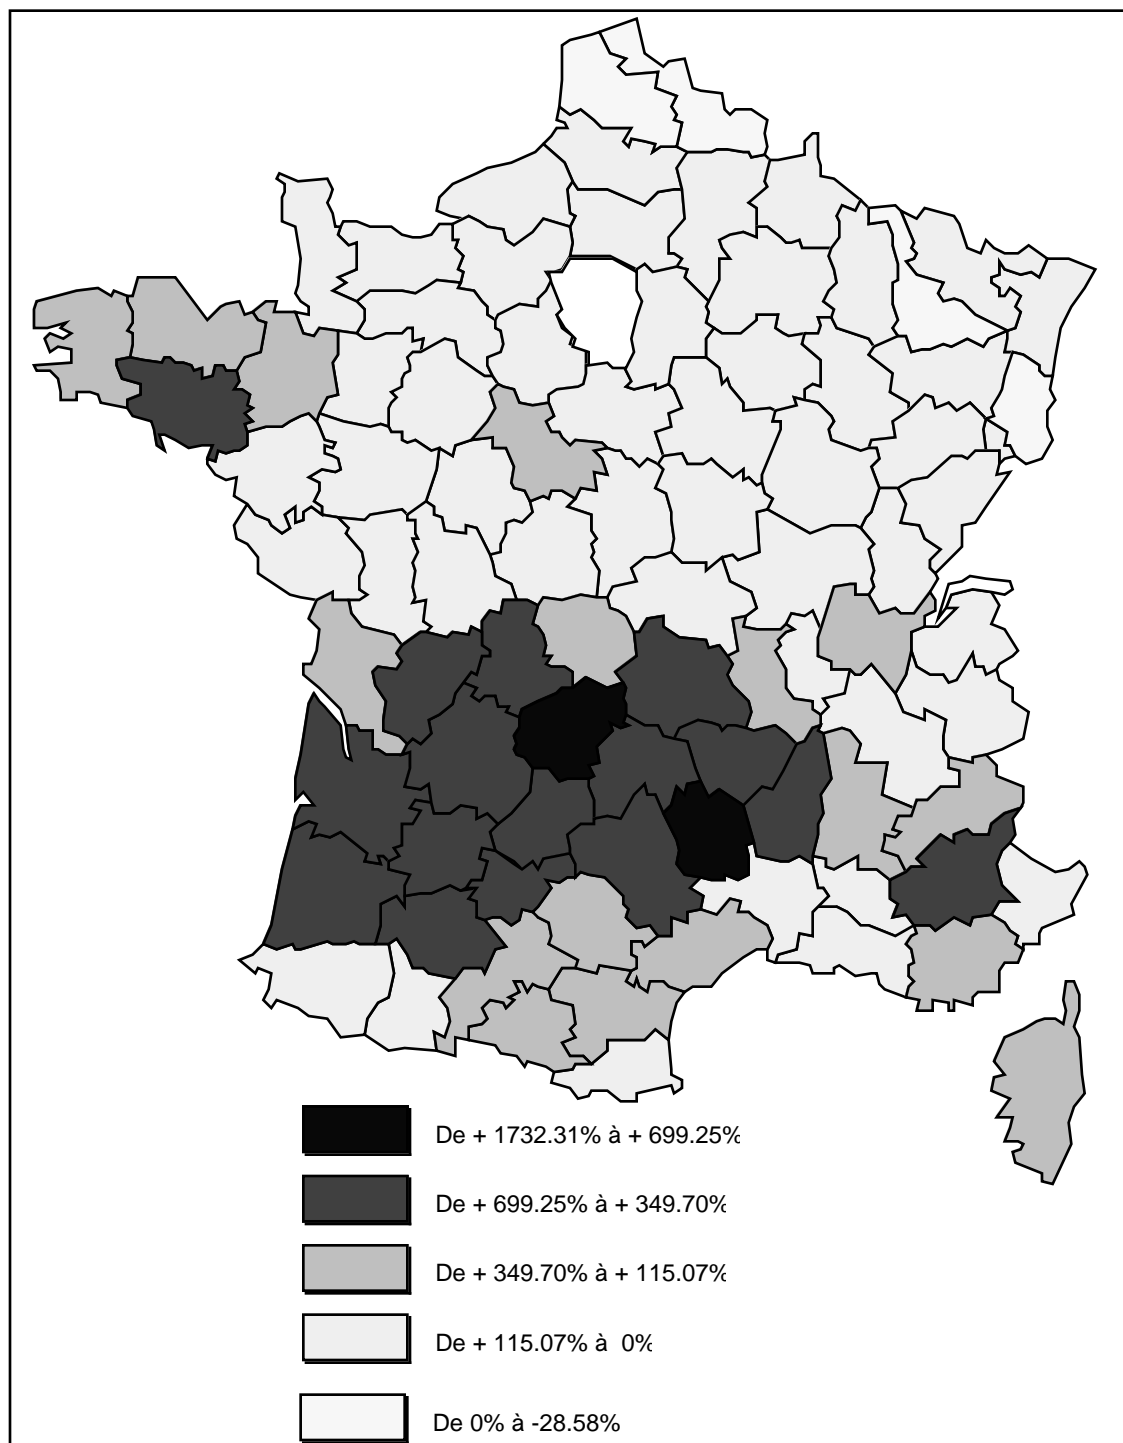 De + 1732.31% à + 699.25%
De + 699.25% à + 349.70%
De + 349.70% à + 115.07%
De + 115.07% à 0%
De 0% à -28.58%